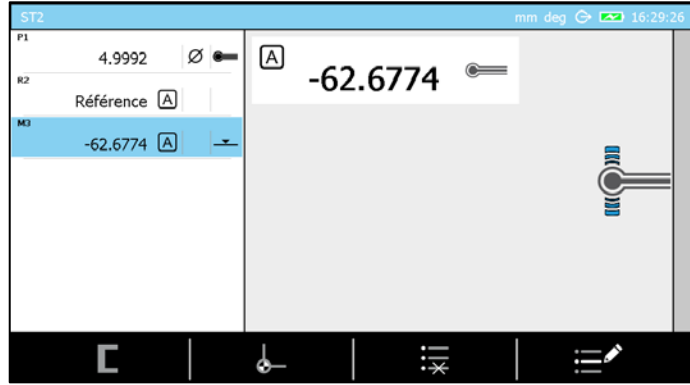 ST2
mm deg 16:29:26
P1
4.9992 Ø
R2
Référence A
M3
-62.6774 A
A
-62.6774